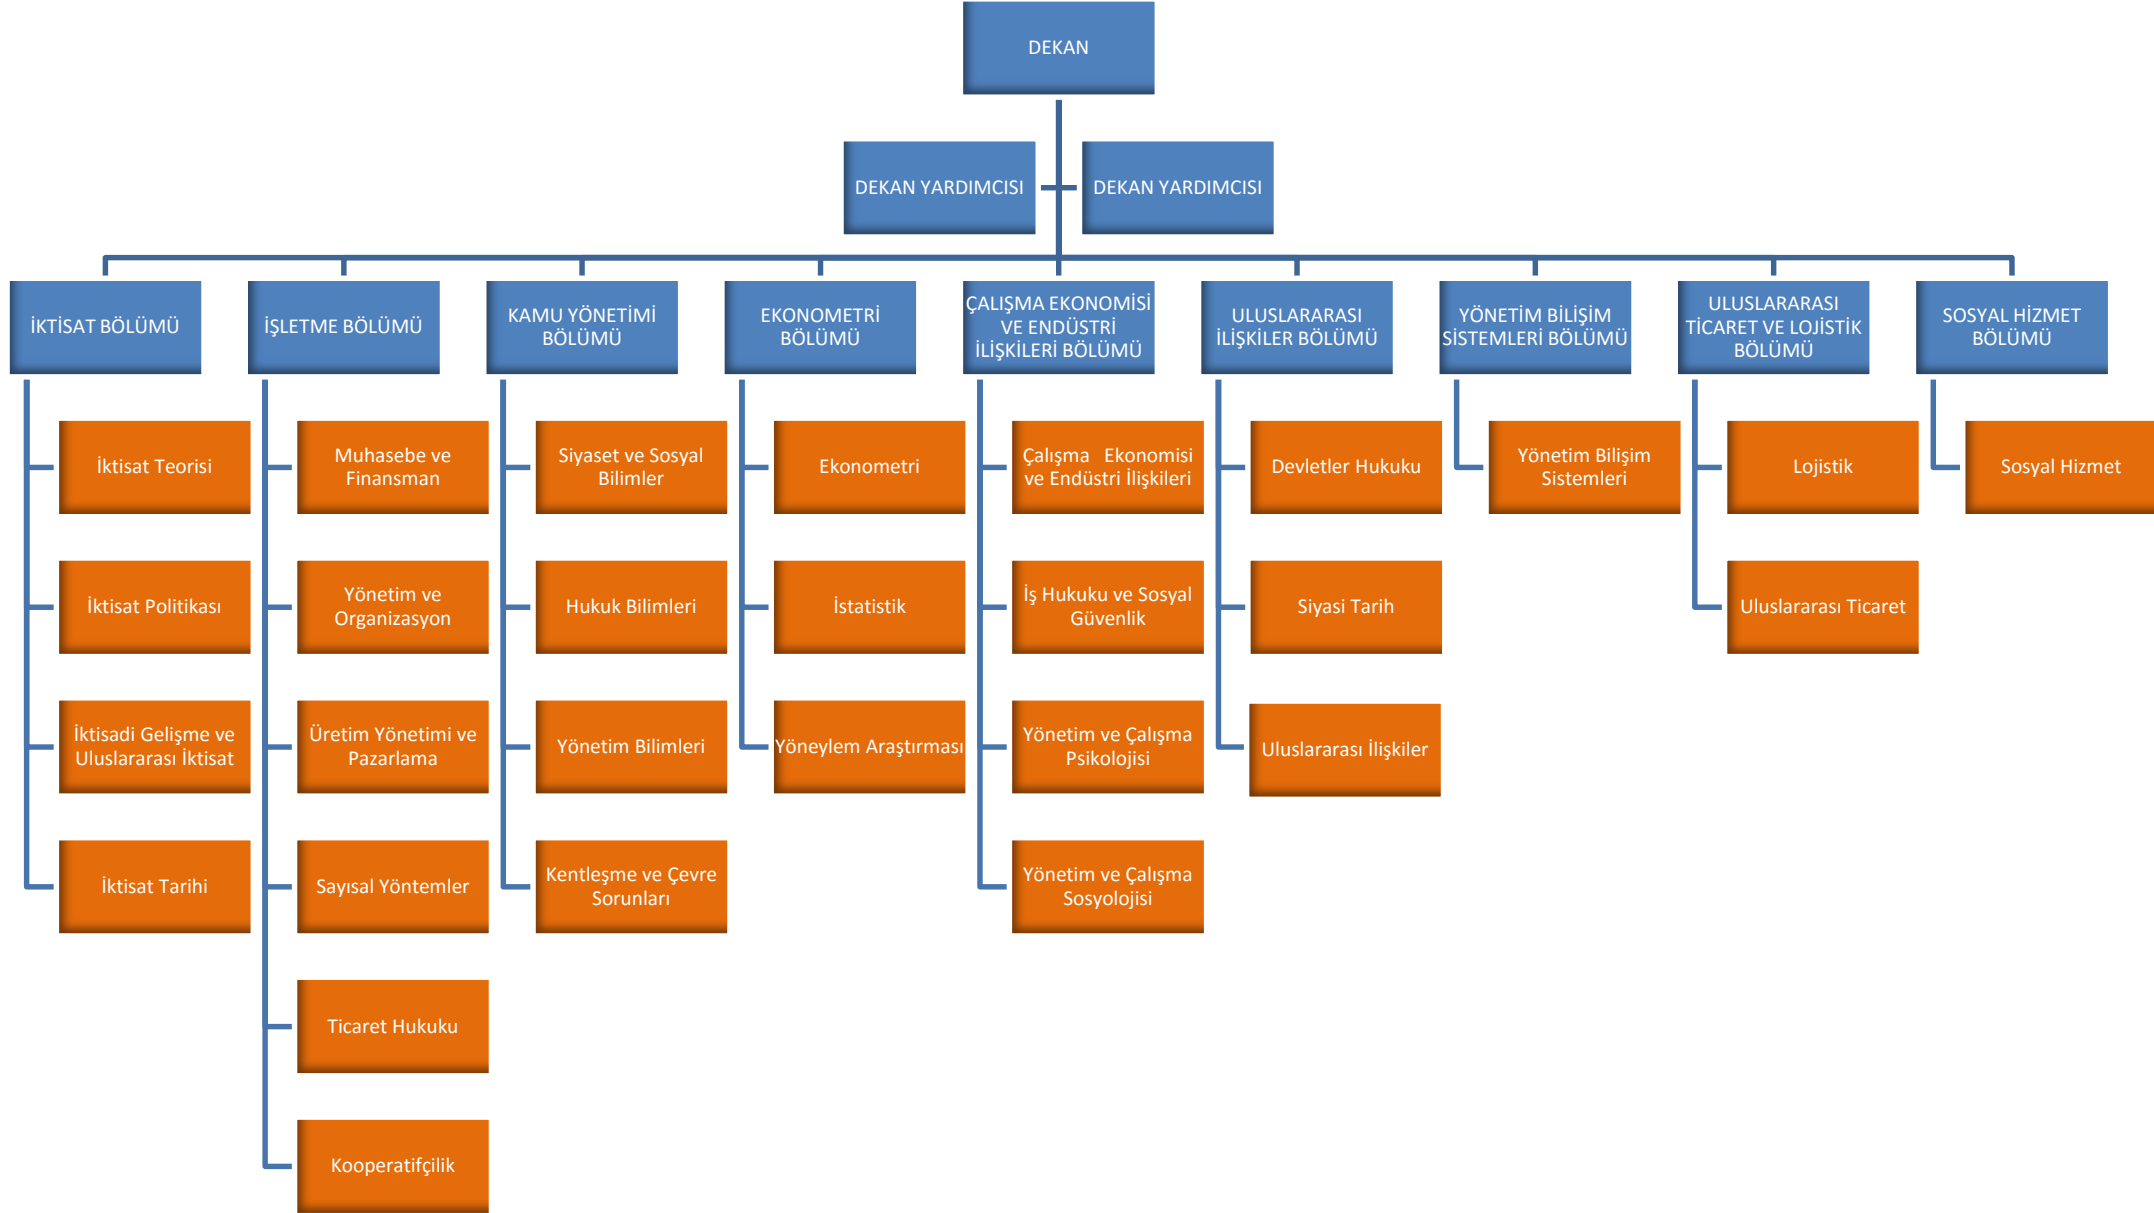 DEKAN
DEKAN YARDIMCISI
DEKAN YARDIMCISI
İKTİSAT BÖLÜMÜ
İktisat Teorisi
İktisat Politikası
İktisadi Gelişme ve
Uluslararası İktisat
İktisat Tarihi
İŞLETME BÖLÜMÜ
Muhasebe ve
Finansman
Yönetim ve
Organizasyon
Üretim Yönetimi ve
Pazarlama
Sayısal Yöntemler
Ticaret Hukuku
Kooperatifçilik
KAMU YÖNETİMİ
BÖLÜMÜ
Siyaset ve Sosyal
Bilimler
Hukuk Bilimleri
Yönetim Bilimleri
Kentleşme ve Çevre
Sorunları
EKONOMETRİ
BÖLÜMÜ
Ekonometri
İstatistik
Yöneylem Araştırması
ÇALIŞMA EKONOMİSİ
VE ENDÜSTRİ
İLİŞKİLERİ BÖLÜMÜ
Çalışma Ekonomisi
ve Endüstri İlişkileri
İş Hukuku ve Sosyal
Güvenlik
Yönetim ve Çalışma
Psikolojisi
Yönetim ve Çalışma
Sosyolojisi
ULUSLARARASI
İLİŞKİLER BÖLÜMÜ
Devletler Hukuku
Siyasi Tarih
Uluslararası İlişkiler
YÖNETİM BİLİŞİM
SİSTEMLERİ BÖLÜMÜ
Yönetim Bilişim
Sistemleri
ULUSLARARASI
TİCARET VE LOJİSTİK
BÖLÜMÜ
Lojistik
Uluslararası Ticaret
SOSYAL HİZMET
BÖLÜMÜ
Sosyal Hizmet